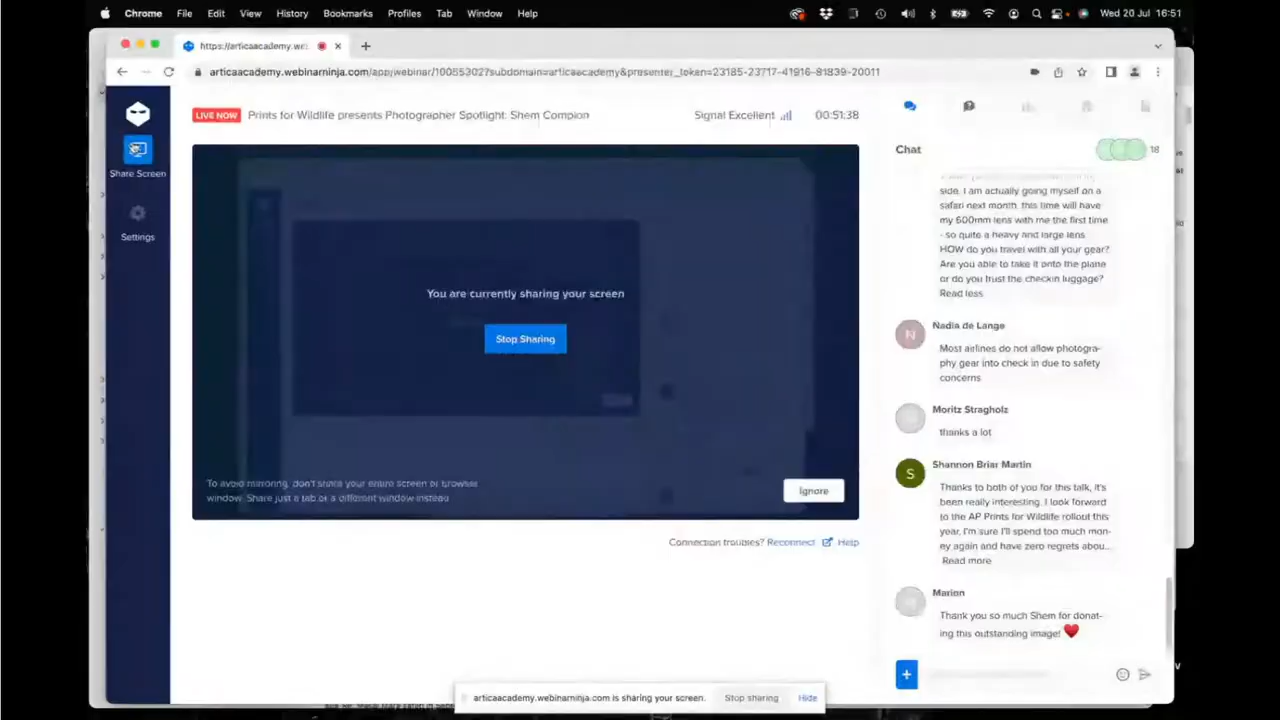 Chrome File Edit View History Bookmarks Profiles Tab Window Help
Wed 20 Jul 16:51
https://articaacademy.we
articaacademy.webinarninja.com/app/webinar/10055302?subdomain=articaacademy&presenter_token=23185-23717-41916-81839-20011
Share Screen
Settings
LIVE NOW Prints for Wildlife presents Photographer Spotlight: Shem Compion
Signal Excellent 00:51:38
You are currently sharing your screen
Stop Sharing
To avoid mirroring, don't share your entire screen or browser
window. Share just a tab or a different window instead
Ignore
Connection troubles? Reconnect Help
Chat 18
side. I am actually going myself on a
safari next month. this time will have
my 600mm lens with me the first time
- so quite a heavy and large lens
HOW do you travel with all your gear?
Are you able to take it onto the plane
or do you trust the checkin luggage?
Read less
N
Nadia de Lange
Most airlines do not allow photogra-
phy gear into check in due to safety
concerns
Moritz Stragholz
thanks a lot
S
Shannon Briar Martin
Thanks to both of you for this talk, it's
been really interesting. I look forward
to the AP Prints for Wildlife rollout this
year, I'm sure I'll spend too much mon-
ey again and have zero regrets abou...
Read more
Marion
Thank you so much Shem for donat-
ing this outstanding image! ❤️
+
articaacademy.webinarninja.com is sharing your screen. Stop sharing Hide